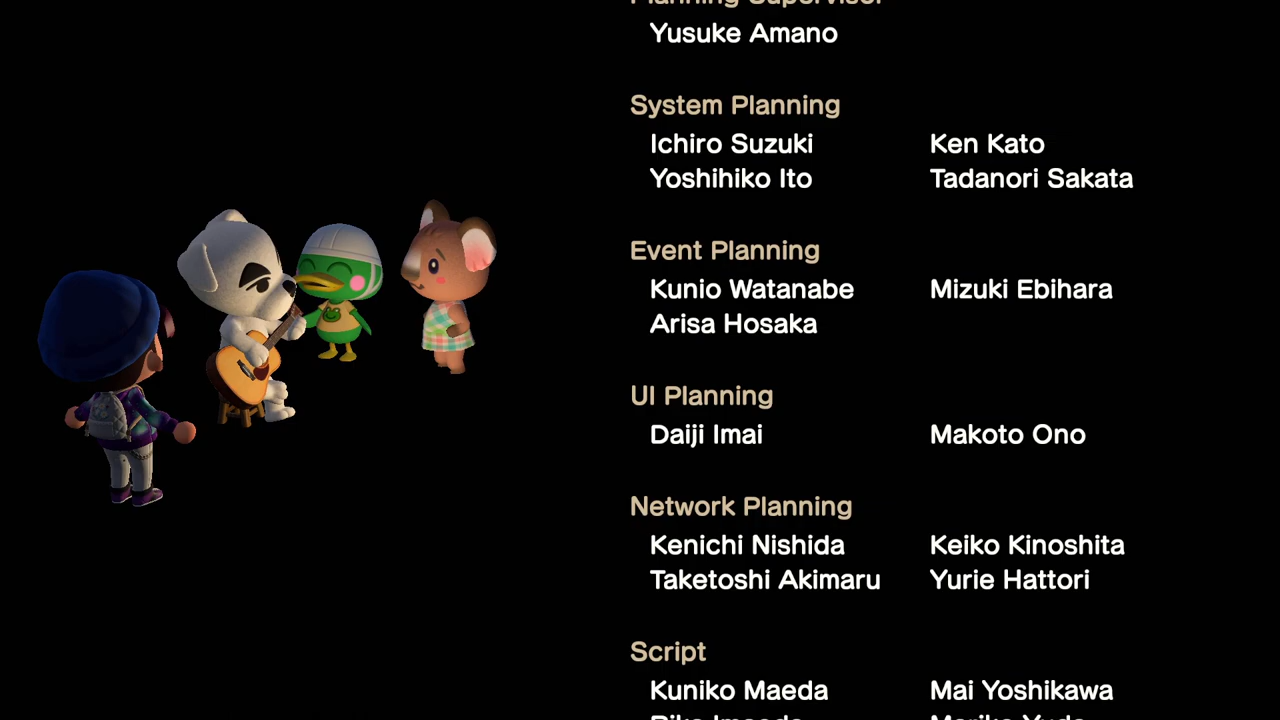 Planning Supervisor
Yusuke Amano
System Planning
Ichiro Suzuki Ken Kato
Yoshihiko Ito Tadanori Sakata
Event Planning
Kunio Watanabe Mizuki Ebihara
Arisa Hosaka
UI Planning
Daiji Imai Makoto Ono
Network Planning
Kenichi Nishida Keiko Kinoshita
Taketoshi Akimaru Yurie Hattori
Script
Kuniko Maeda Mai Yoshikawa